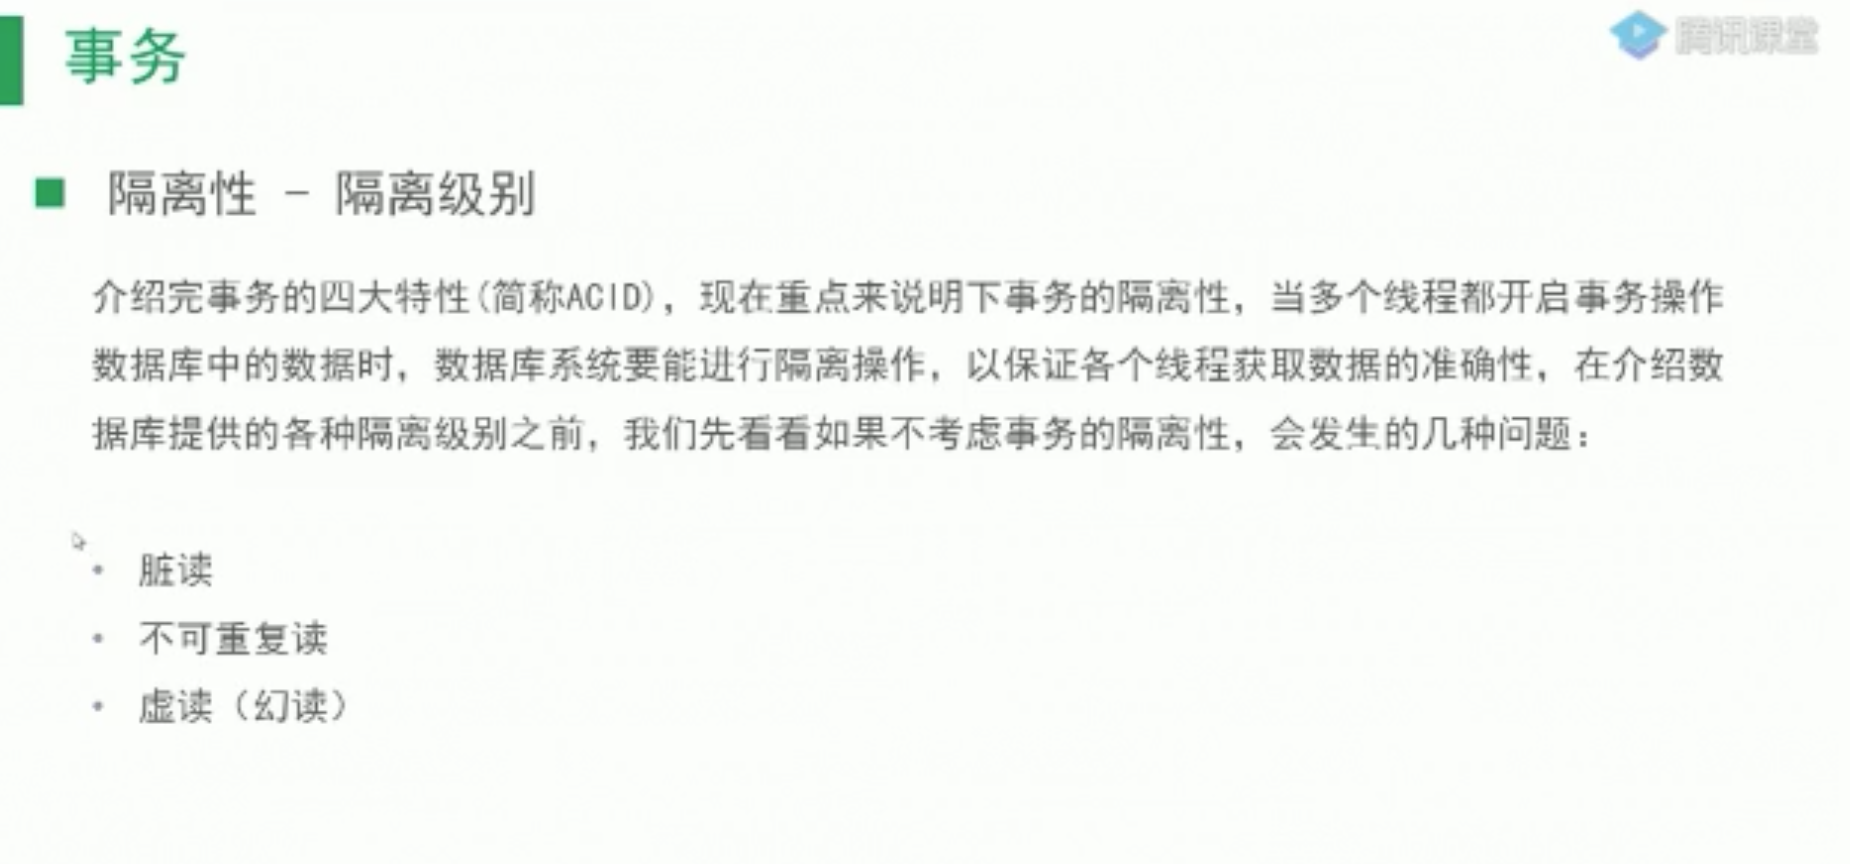 事务
腾讯课堂
隔离性 - 隔离级别
介绍完事务的四大特性(简称ACID)，现在重点来说明下事务的隔离性，当多个线程都开启事务操作
数据库中的数据时，数据库系统要能进行隔离操作，以保证各个线程获取数据的准确性，在介绍数
据库提供的各种隔离级别之前，我们先看看如果不考虑事务的隔离性，会发生的几种问题：
• 脏读
• 不可重复读
• 虚读（幻读）